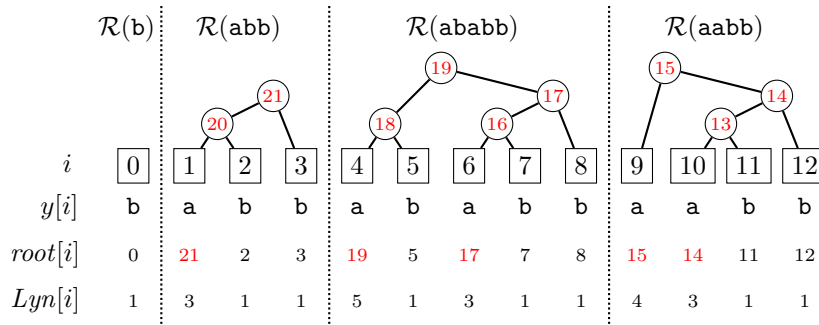 R(b) R(abb) R(ababb) R(aabb)
19 15
21 17 14
20 18 16 13
i 0 1 2 3 4 5 6 7 8 9 10 11 12
y[i] b a b b a b a b b a a b b
root[i] 0 21 2 3 19 5 17 7 8 15 14 11 12
Lyn[i] 1 3 1 1 5 1 3 1 1 4 3 1 1